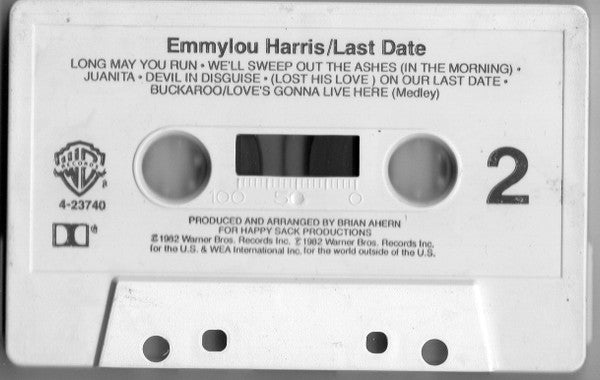 Emmylou Harris/Last Date
LONG MAY YOU RUN • WE'LL SWEEP OUT THE ASHES (IN THE MORNING) •
JUANITA • DEVIL IN DISGUISE • (LOST HIS LOVE ) ON OUR LAST DATE •
BUCKAROO/LOVE'S GONNA LIVE HERE (Medley)
WB
RECORDS
®
4-23740
2
100 50 0
PRODUCED AND ARRANGED BY BRIAN AHERN
FOR HAPPY SACK PRODUCTIONS
©1982 Warner Bros. Records Inc. ℗1982 Warner Bros. Records Inc.
for the U.S. & WEA International Inc. for the world outside of the U.S.